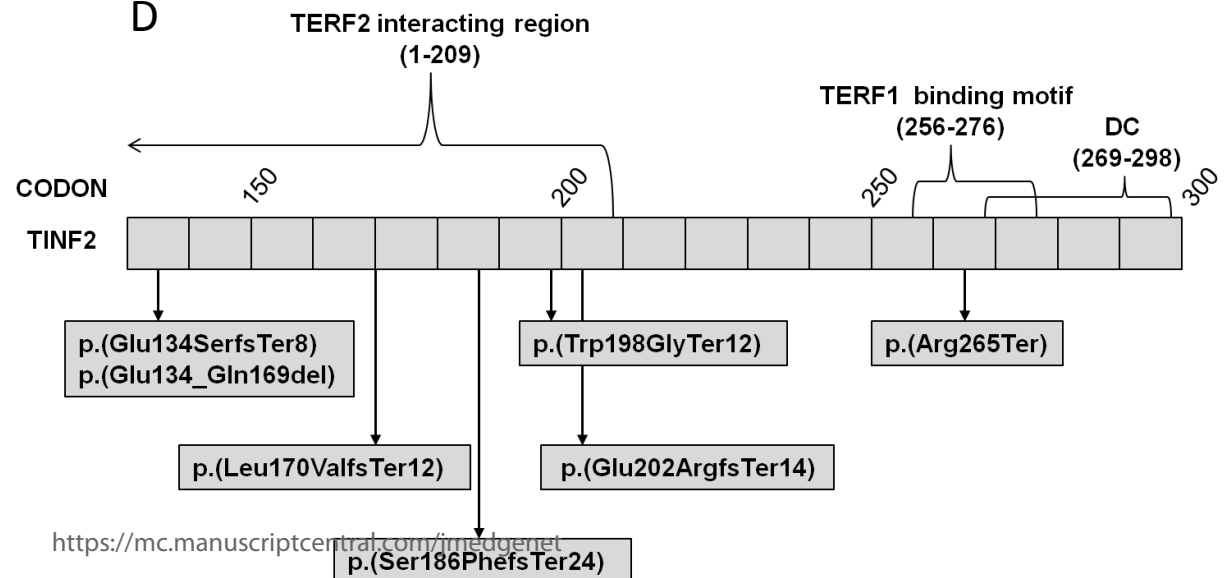 D
TERF2 interacting region
(1-209)
TERF1 binding motif
(256-276)
DC
(269-298)
CODON
150
200
250
300
TINF2
p.(Glu134SerfsTer8)
p.(Glu134_Gln169del)
p.(Trp198GlyTer12)
p.(Arg265Ter)
p.(Leu170ValfsTer12)
p.(Glu202ArgfsTer14)
https://mc.manuscriptcentral.com/jmedgenet
p.(Ser186PhefsTer24)